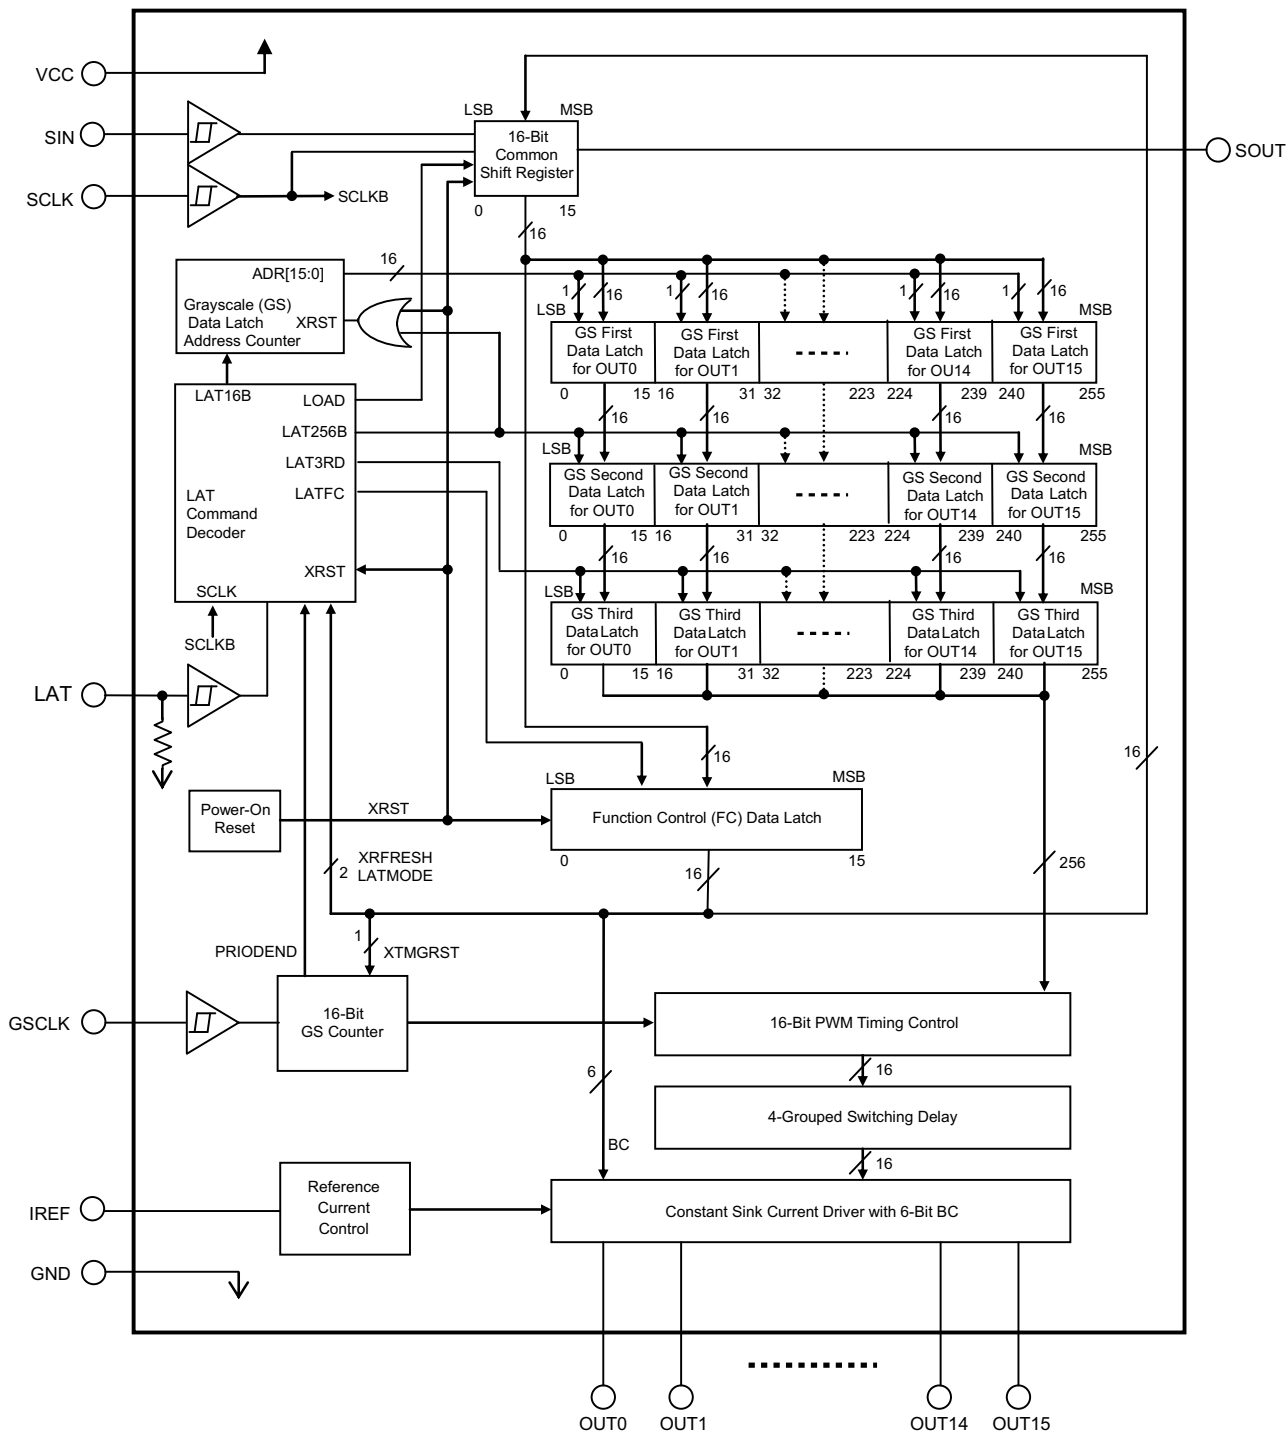 VCC
LSB
MSB
SIN
16-Bit
Common
Shift Register
SOUT
SCLK
SCLKB
0
15
16
ADR[15:0]
16
Grayscale (GS)
Data Latch
Address Counter
XRST
1
16
1
16
1
16
1
16
LSB
MSB
GS First
Data Latch
for OUT0
GS First
Data Latch
for OUT1
GS First
Data Latch
for OU14
GS First
Data Latch
for OUT15
0
15
16
31
32
223
224
239
240
255
16
16
16
16
LAT16B
LOAD
LAT256B
LAT3RD
LATFC
LAT
Command
Decoder
XRST
SCLK
SCLKB
LSB
MSB
GS Second
Data Latch
for OUT0
GS Second
Data Latch
for OUT1
GS Second
Data Latch
for OUT14
GS Second
Data Latch
for OUT15
0
15
16
31
32
223
224
239
240
255
16
16
16
16
LSB
MSB
GS Third
Data Latch
for OUT0
GS Third
Data Latch
for OUT1
GS Third
Data Latch
for OUT14
GS Third
Data Latch
for OUT15
0
15
16
31
32
223
224
239
240
255
LAT
16
16
LSB
MSB
Power-On
Reset
XRST
Function Control (FC) Data Latch
0
15
2
XRFRESH
LATMODE
16
256
PRIODEND
1
XTMGRST
GSCLK
16-Bit
GS Counter
16-Bit PWM Timing Control
6
16
4-Grouped Switching Delay
BC
16
IREF
Reference
Current
Control
Constant Sink Current Driver with 6-Bit BC
GND
OUT0
OUT1
OUT14
OUT15